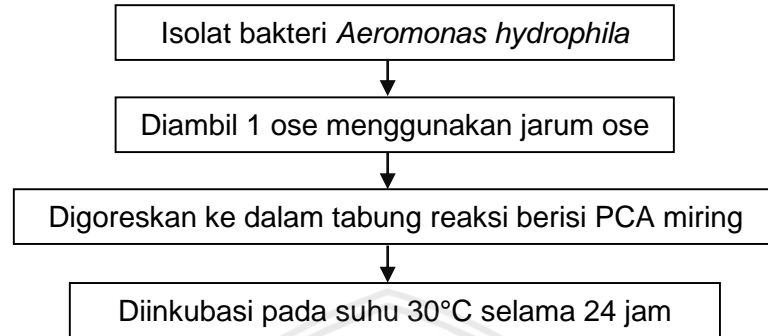 Isolat bakteri Aeromonas hydrophila
Diambil 1 ose menggunakan jarum ose
Digoreskan ke dalam tabung reaksi berisi PCA miring
Diinkubasi pada suhu 30°C selama 24 jam